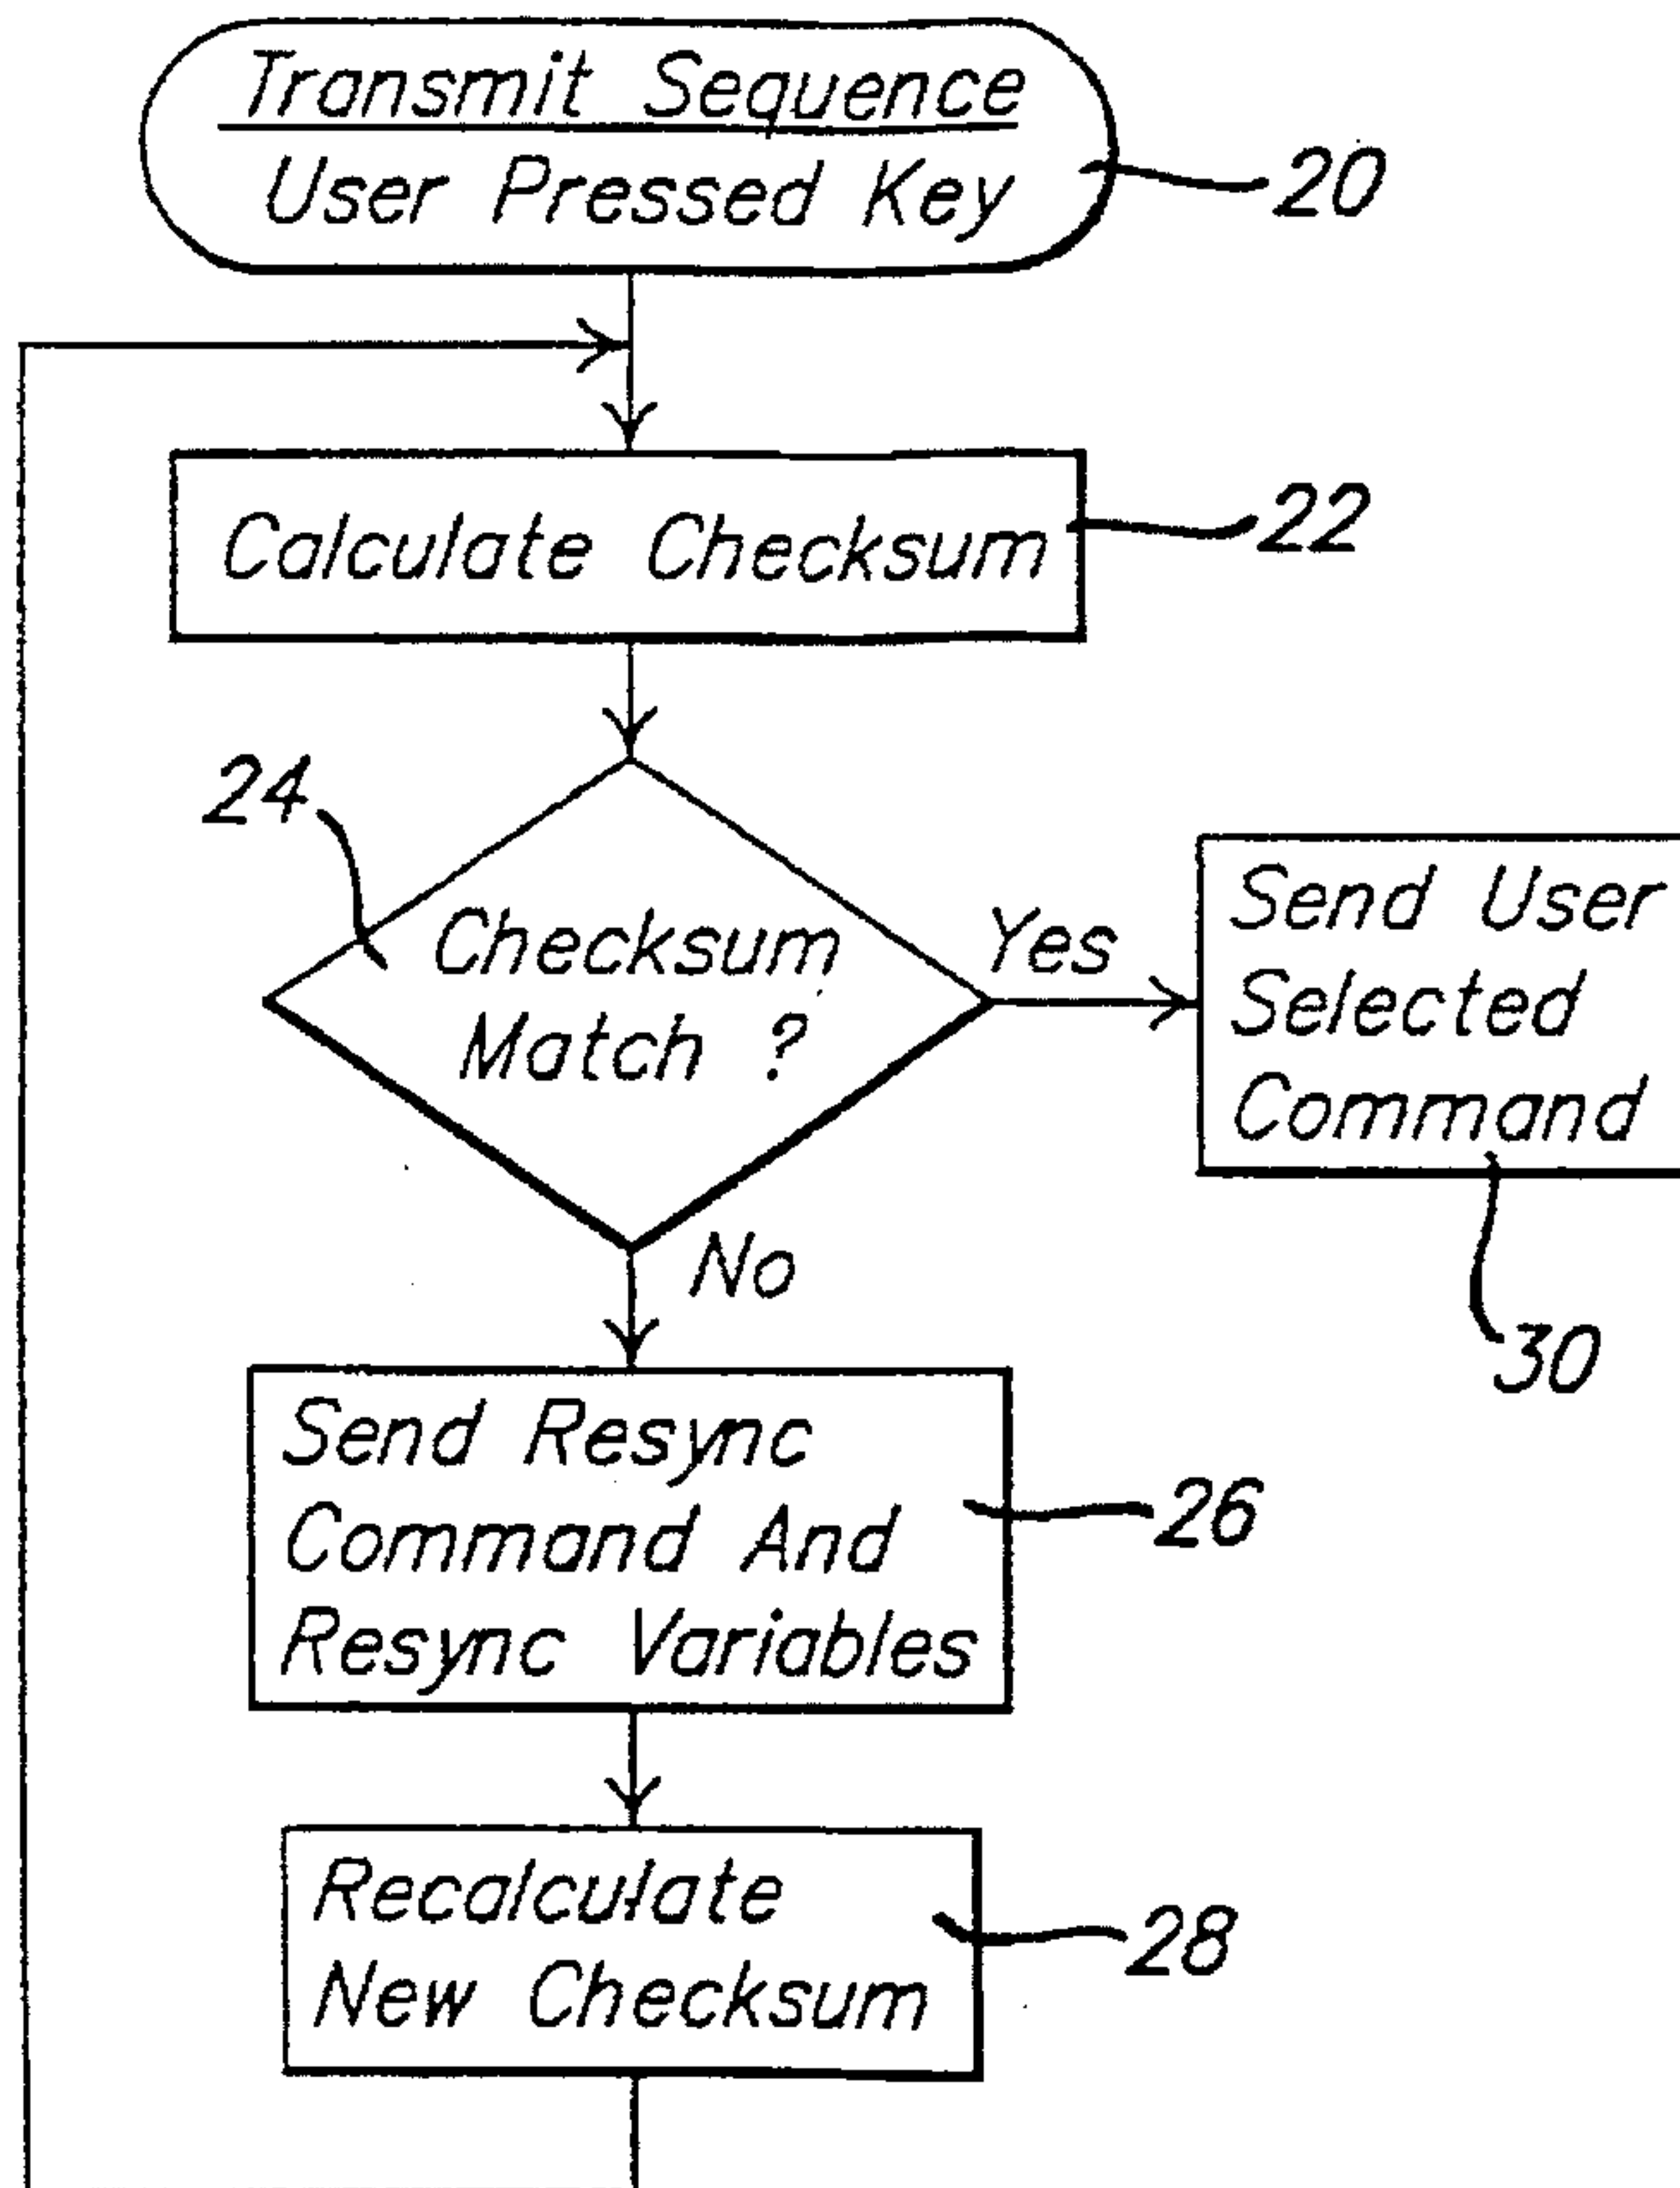 Transmit Sequence
User Pressed Key
20
Calculate Checksum
22
24
Checksum
Match ?
Yes
Send User
Selected
Command
30
No
Send Resync
Command And
Resync Variables
26
Recalculate
New Checksum
28